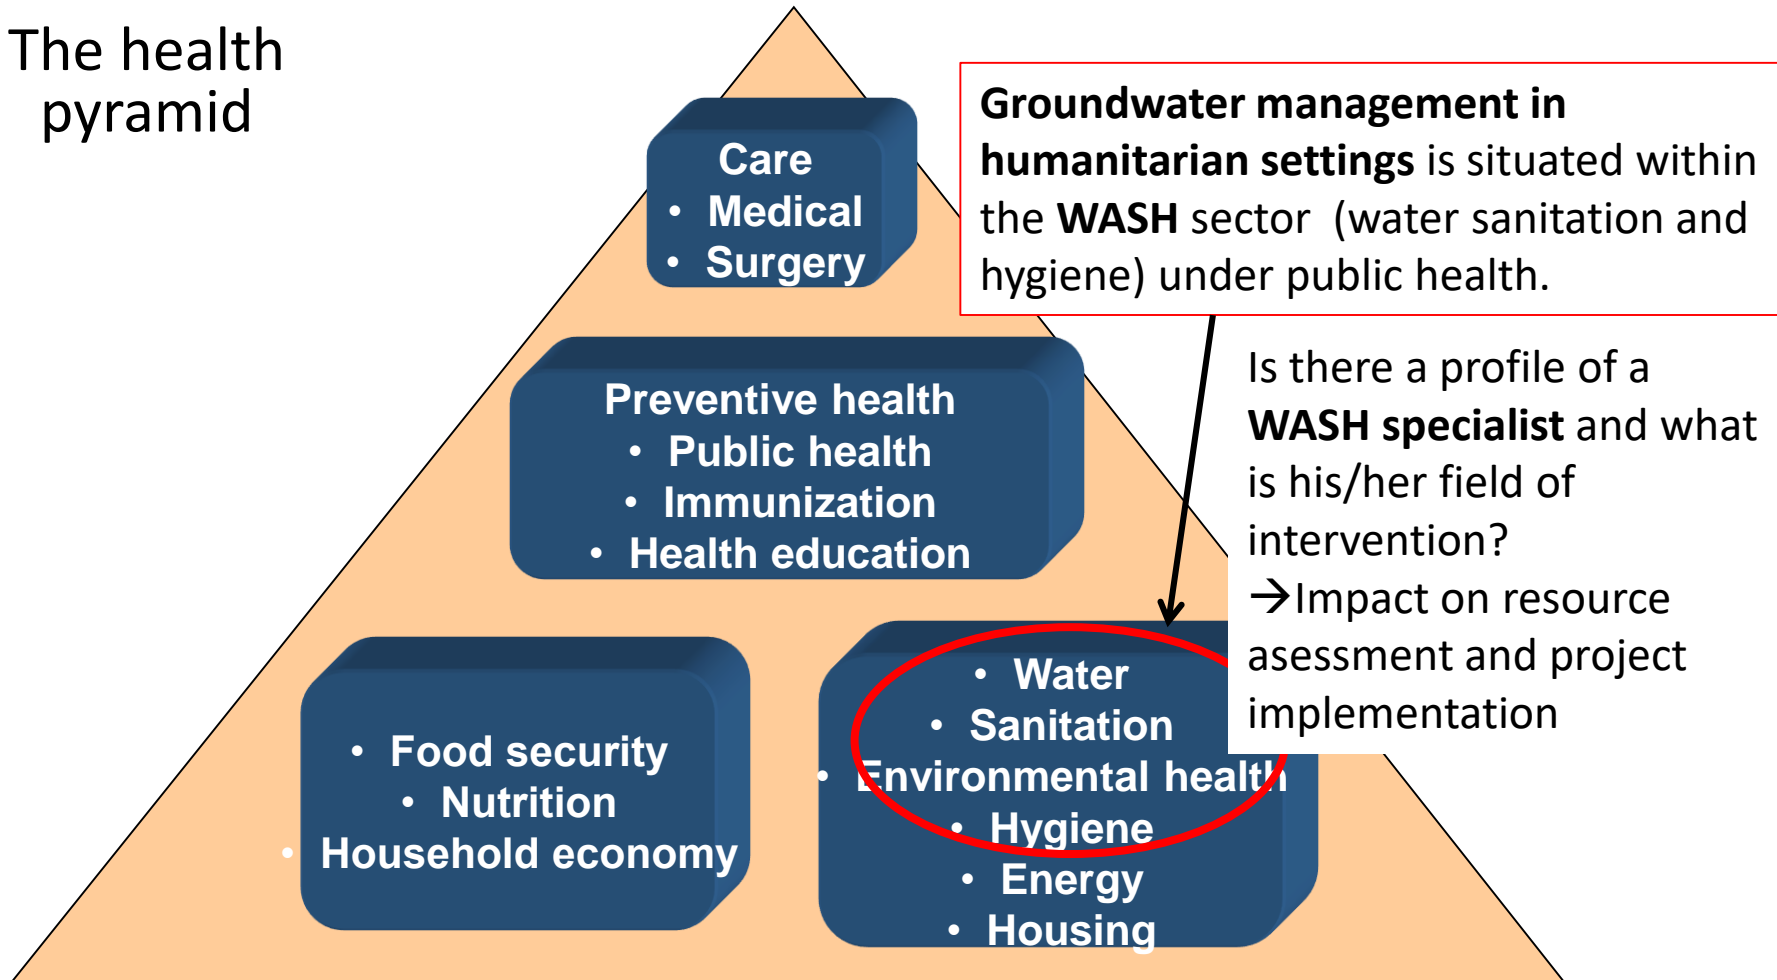 The health
pyramid
Care
• Medical
• Surgery
Groundwater management in
humanitarian settings is situated within
the WASH sector (water sanitation and
hygiene) under public health.
Preventive health
• Public health
• Immunization
• Health education
Is there a profile of a
WASH specialist and what
is his/her field of
intervention?
→Impact on resource
asessment and project
implementation
• Food security
• Nutrition
• Household economy
• Water
• Sanitation
• Environmental health
• Hygiene
• Energy
• Housing